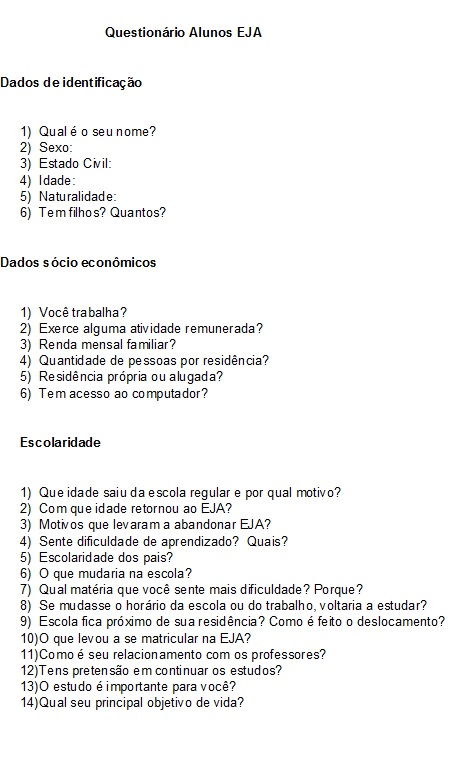 Questionário Alunos EJA
Dados de identificação
1) Qual é o seu nome?
2) Sexo:
3) Estado Civil:
4) Idade:
5) Naturalidade:
6) Tem filhos? Quantos?
Dados sócio econômicos
1) Você trabalha?
2) Exerce alguma atividade remunerada?
3) Renda mensal familiar?
4) Quantidade de pessoas por residência?
5) Residência própria ou alugada?
6) Tem acesso ao computador?
Escolaridade
1) Que idade saiu da escola regular e por qual motivo?
2) Com que idade retornou ao EJA?
3) Motivos que levaram a abandonar EJA?
4) Sente dificuldade de aprendizado? Quais?
5) Escolaridade dos pais?
6) O que mudaria na escola?
7) Qual matéria que você sente mais dificuldade? Porque?
8) Se mudasse o horário da escola ou do trabalho, voltaria a estudar?
9) Escola fica próximo de sua residência? Como é feito o deslocamento?
10)O que levou a se matricular na EJA?
11)Como é seu relacionamento com os professores?
12)Tens pretensão em continuar os estudos?
13)O estudo é importante para você?
14)Qual seu principal objetivo de vida?